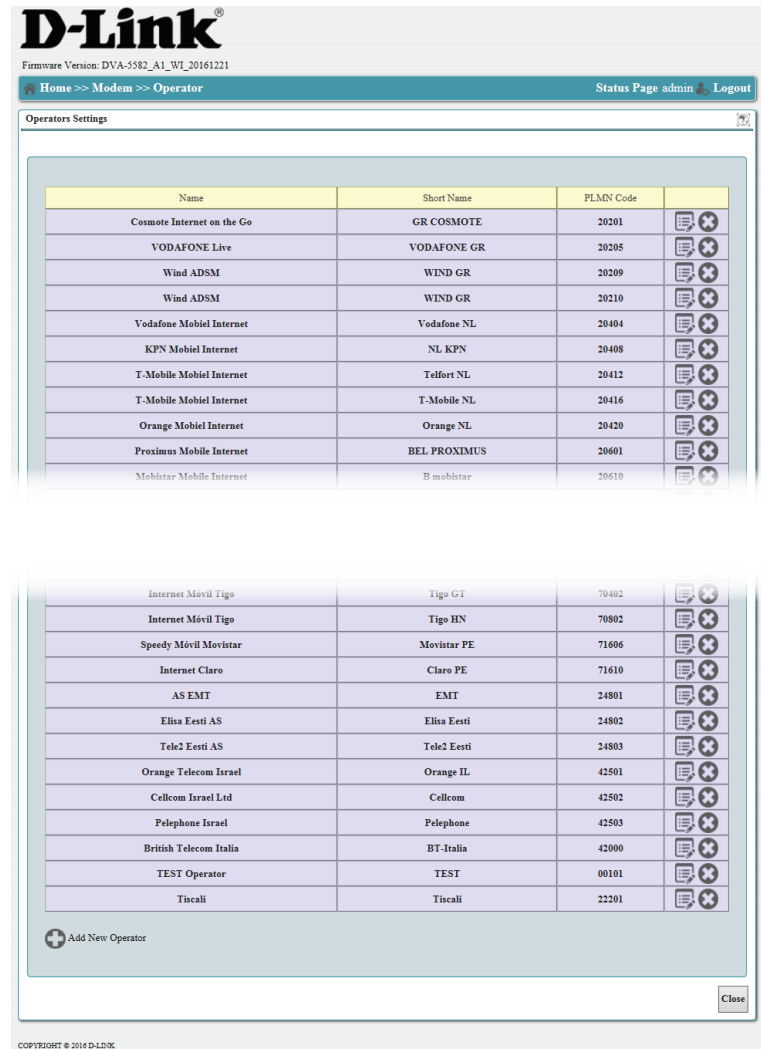 D-Link®
Firmware Version: DVA-5582_A1_WI_20161221
Home >> Modem >> Operator Status Page admin Logout
Operators Settings
Name Short Name PLMN Code
Cosmote Internet on the Go GR COSMOTE 20201
VODAFONE Live VODAFONE GR 20205
Wind ADSM WIND GR 20209
Wind ADSM WIND GR 20210
Vodafone Mobiel Internet Vodafone NL 20404
KPN Mobiel Internet NL KPN 20408
T-Mobile Mobiel Internet Telfort NL 20412
T-Mobile Mobiel Internet T-Mobile NL 20416
Orange Mobiel Internet Orange NL 20420
Proximus Mobile Internet BEL PROXIMUS 20601
Mobistar Mobile Internet B mobistar 20610
Internet Móvil Tigo Tigo GT 70402
Internet Móvil Tigo Tigo HN 70802
Speedy Móvil Movistar Movistar PE 71606
Internet Claro Claro PE 71610
AS EMT EMT 24801
Elisa Eesti AS Elisa Eesti 24802
Tele2 Eesti AS Tele2 Eesti 24803
Orange Telecom Israel Orange IL 42501
Cellcom Israel Ltd Cellcom 42502
Pelephone Israel Pelephone 42503
British Telecom Italia BT-Italia 42000
TEST Operator TEST 00101
Tiscali Tiscali 22201
Add New Operator
Close
COPYRIGHT © 2016 D-LINK